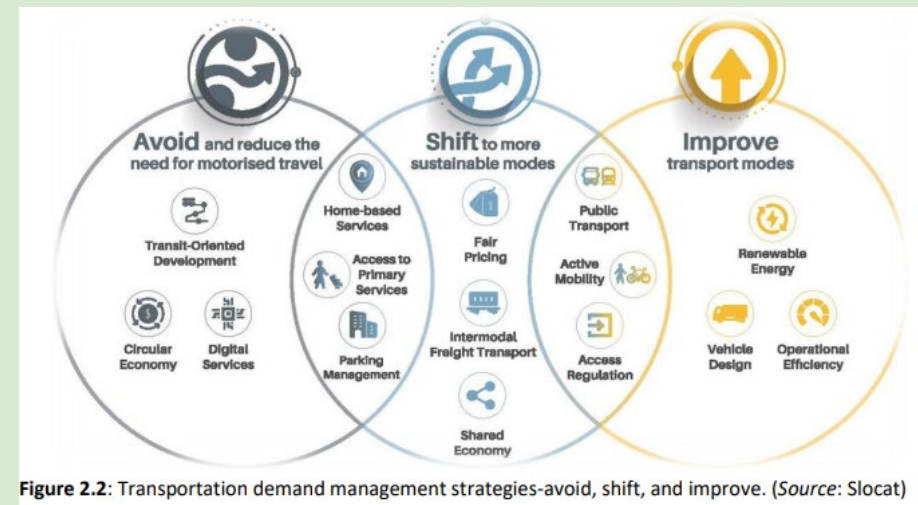 Avoid and reduce the
need for motorised travel
Shift to more
sustainable modes
Improve
transport modes
Transit-Oriented
Development
Circular
Economy
Digital
Services
Home-based
Services
Access to
Primary
Services
Parking
Management
Fair
Pricing
Intermodal
Freight Transport
Shared
Economy
Public
Transport
Active
Mobility
Access
Regulation
Renewable
Energy
Vehicle
Design
Operational
Efficiency
Figure 2.2: Transportation demand management strategies-avoid, shift, and improve. (Source: Slocat)